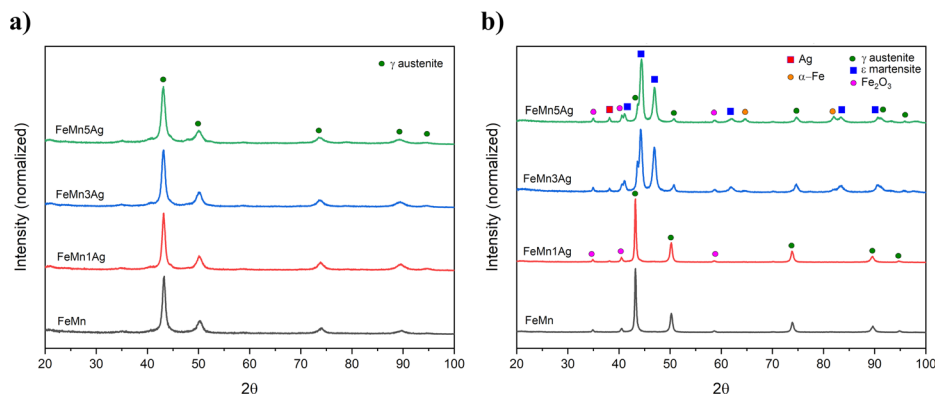 a)
γ austenite
FeMn5Ag
FeMn3Ag
FeMn1Ag
FeMn
Intensity (normalized)
20 30 40 50 60 70 80 90 100
2θ
b)
Ag
α−Fe
γ austenite
ε martensite
Fe2O3
FeMn5Ag
FeMn3Ag
FeMn1Ag
FeMn
Intensity (normalized)
20 30 40 50 60 70 80 90 100
2θ